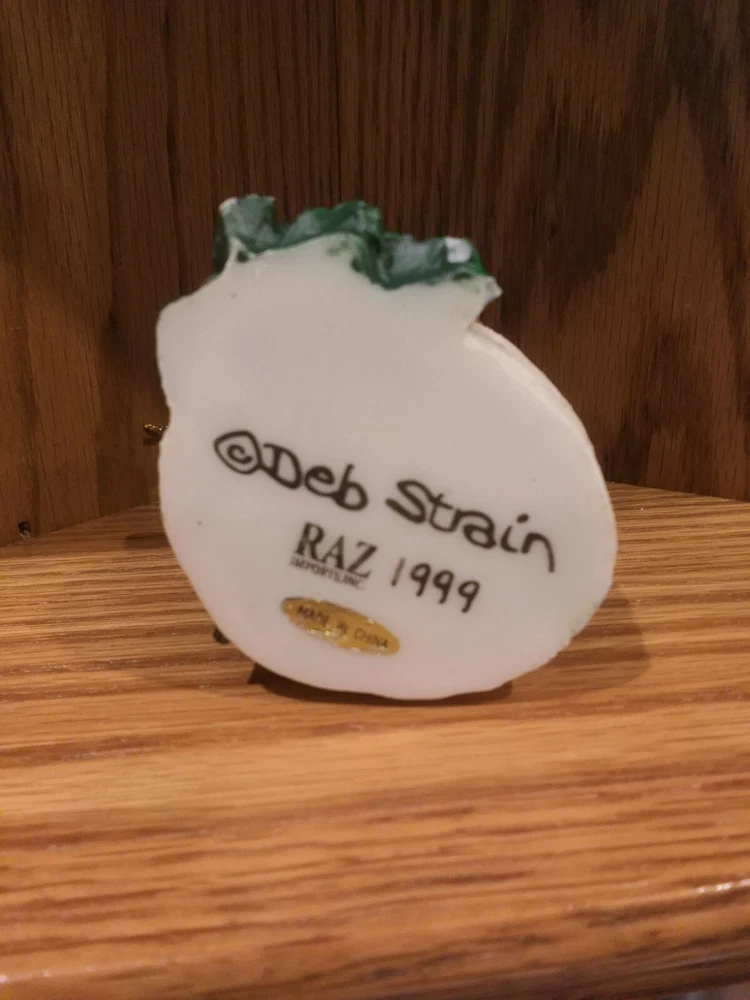 ©Deb Strain
RAZ 1999
IMPORTS, INC.
MADE IN CHINA